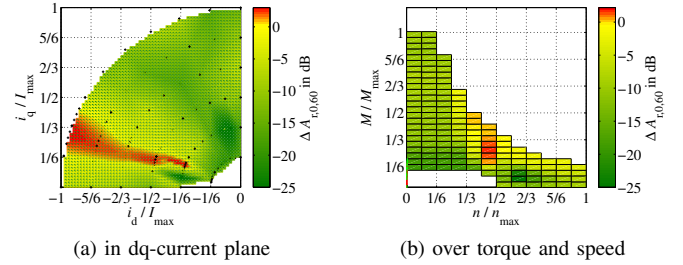 1
5/6
2/3
1/2
1/3
1/6
i_q / I_max
−1 −5/6 −2/3 −1/2 −1/3 −1/6 0
i_d / I_max
0
−5
−10
−15
−20
−25
Δ A_r,0,60 in dB
1
5/6
2/3
1/2
1/3
1/6
M / M_max
0 1/6 1/3 1/2 2/3 5/6 1
n / n_max
0
−5
−10
−15
−20
−25
Δ A_r,0,60 in dB
(a) in dq-current plane
(b) over torque and speed